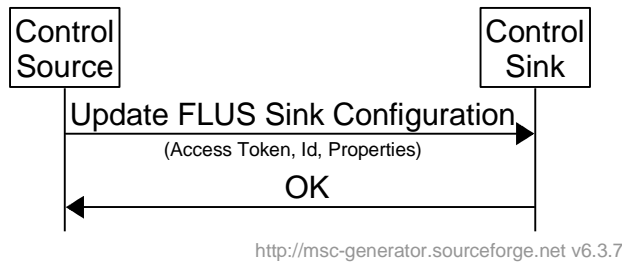 Control Source
Control Sink
Update FLUS Sink Configuration
(Access Token, Id, Properties)
OK
http://msc-generator.sourceforge.net v6.3.7